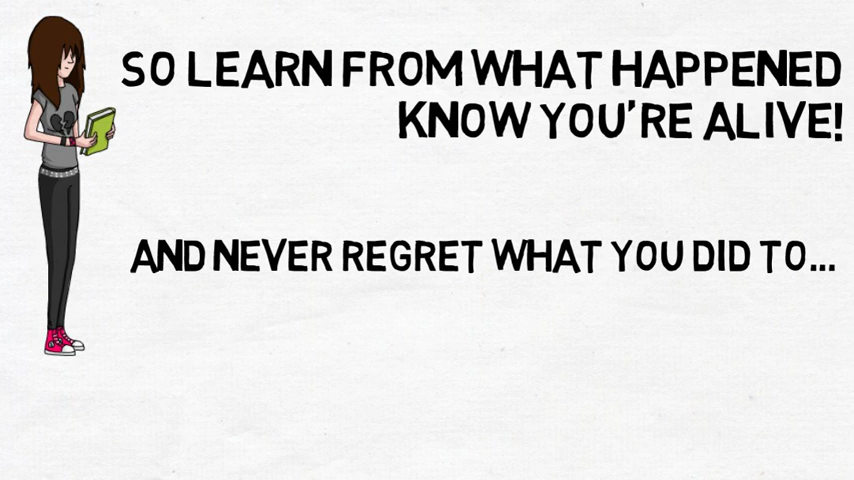 SO LEARN FROM WHAT HAPPENED
KNOW YOU'RE ALIVE!
AND NEVER REGRET WHAT YOU DID TO...